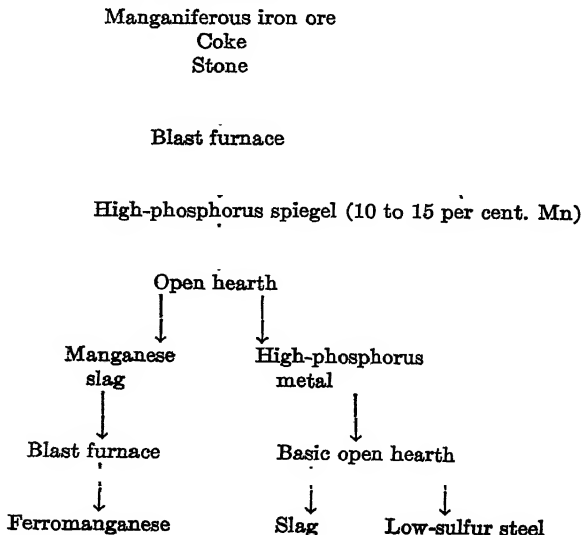 Manganiferous iron ore
Coke
Stone
Blast furnace
High-phosphorus spiegel (10 to 15 per cent. Mn)
Open hearth
Manganese
slag
High-phosphorus
metal
Blast furnace
Basic open hearth
Ferromanganese
Slag
Low-sulfur steel